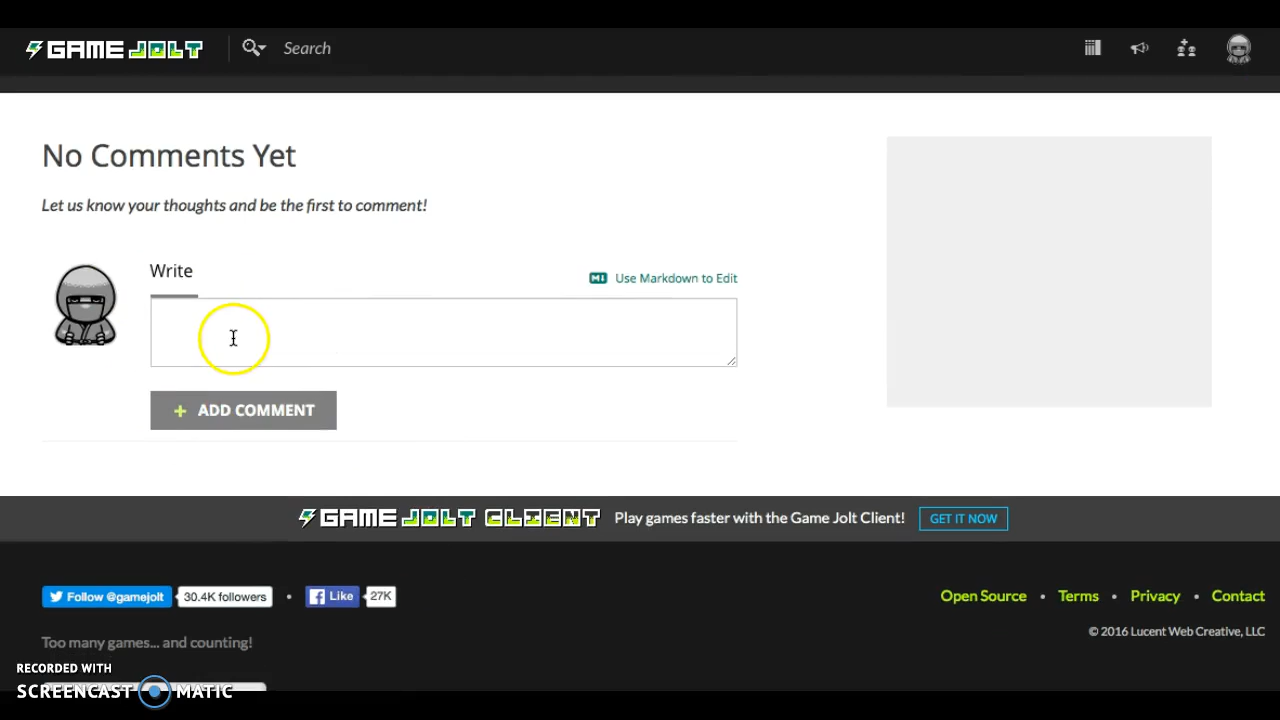 GAME JOLT
Search
No Comments Yet
Let us know your thoughts and be the first to comment!
Write
M↓ Use Markdown to Edit
+ ADD COMMENT
GAME JOLT CLIENT Play games faster with the Game Jolt Client! GET IT NOW
Follow @gamejolt 30.4K followers • Like 27K
Open Source • Terms • Privacy • Contact
© 2016 Lucent Web Creative, LLC
Too many games... and counting!
RECORDED WITH
SCREENCAST MATIC